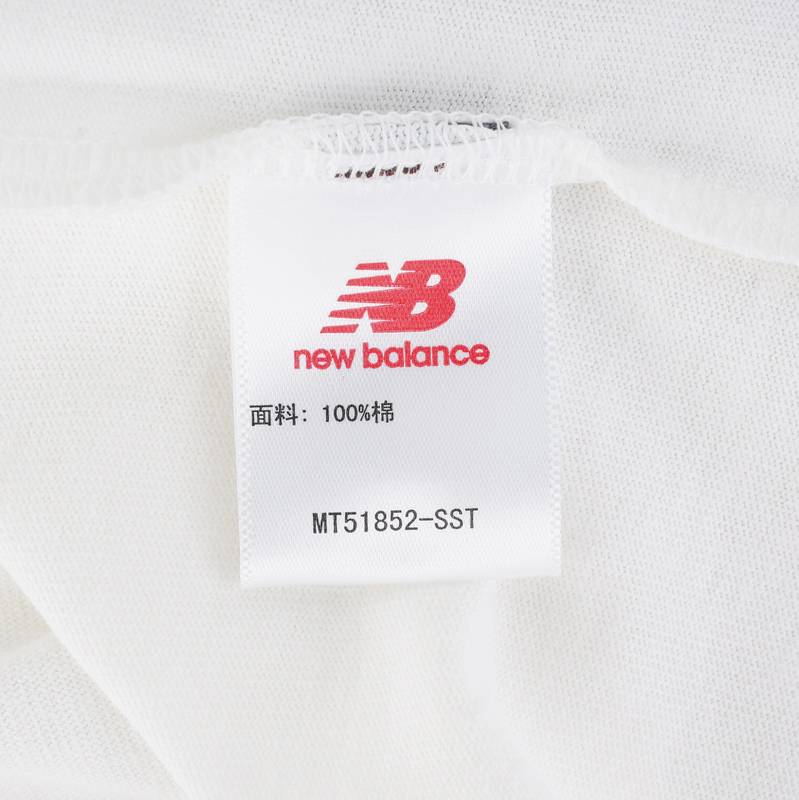 NB
new balance
面料：100%棉
MT51852-SST